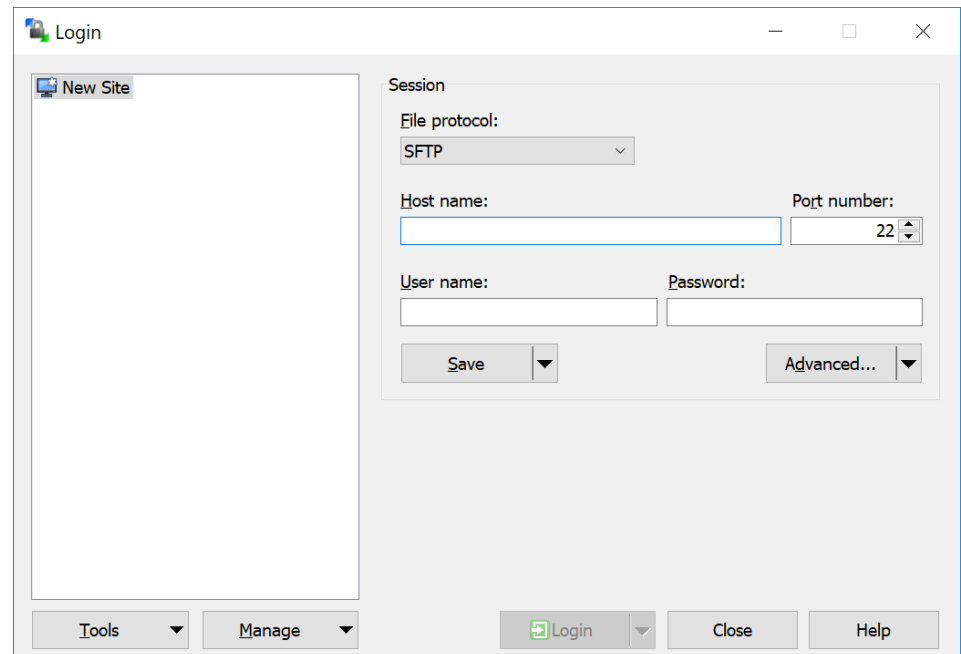 Login
New Site
Session
File protocol:
SFTP
Host name:
Port number:
22
User name:
Password:
Save
Advanced...
Tools
Manage
Login
Close
Help